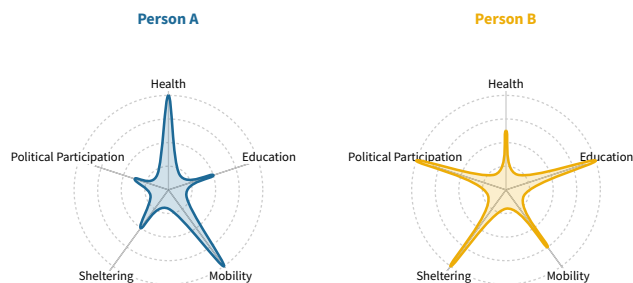 Person A
Person B
Health
Health
Political Participation
Education
Political Participation
Education
Sheltering
Mobility
Sheltering
Mobility